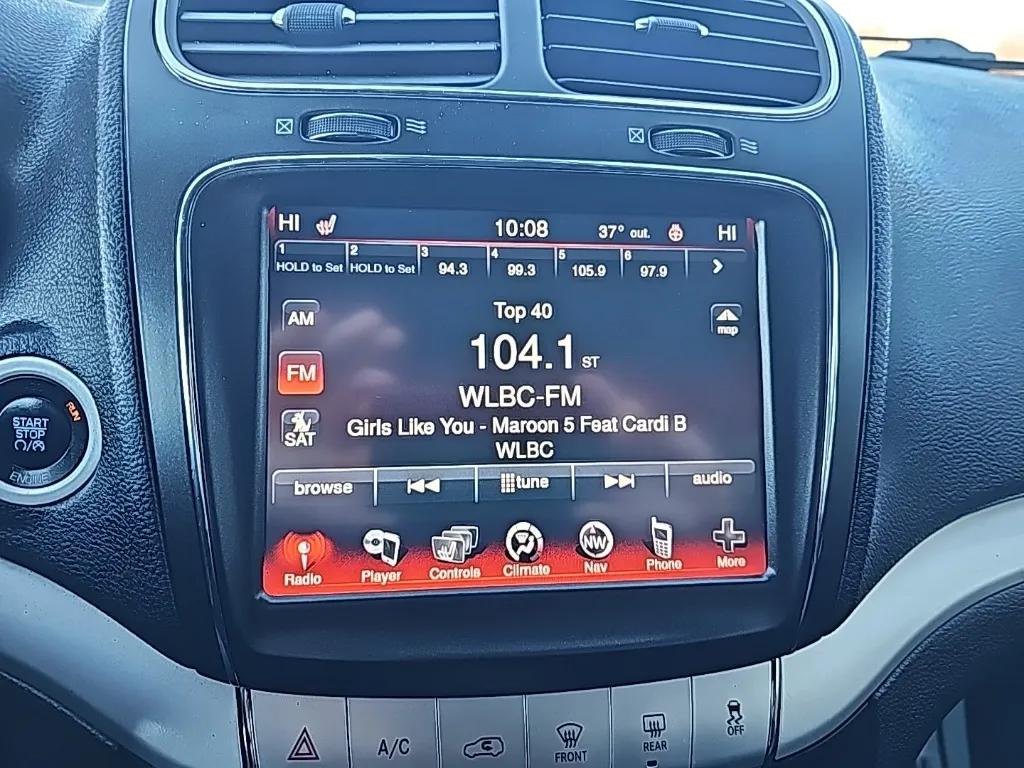 HI 10:08 37° out. HI
1 2 3 4 5 6
HOLD to Set HOLD to Set 94.3 99.3 105.9 97.9
Top 40
AM
map
104.1 ST
FM
WLBC-FM
Girls Like You - Maroon 5 Feat Cardi B
SAT
WLBC
browse tune audio
NW
Radio Player Controls Climate Nav Phone More
RUN
START
STOP
ENGINE
A/C
FRONT
REAR
OFF